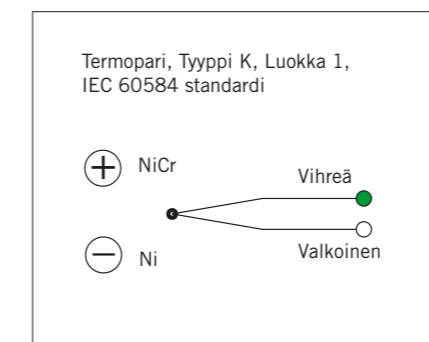 Termopari, Tyyppi K, Luokka 1,
IEC 60584 standardi
+ NiCr
Vihreä
− Ni
Valkoinen